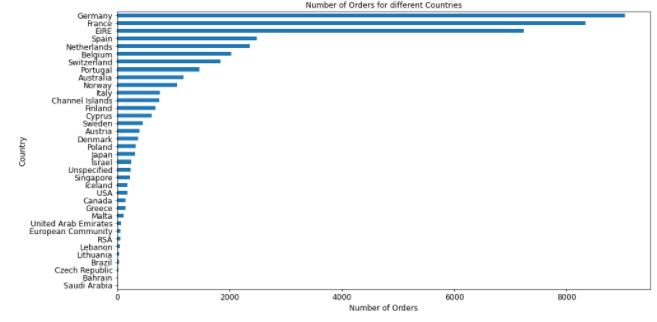 Number of Orders for different Countries
Germany
France
EIRE
Spain
Netherlands
Belgium
Switzerland
Portugal
Australia
Norway
Italy
Channel Islands
Finland
Cyprus
Sweden
Austria
Denmark
Poland
Japan
Israel
Unspecified
Singapore
Iceland
USA
Canada
Greece
Malta
United Arab Emirates
European Community
RSA
Lebanon
Lithuania
Brazil
Czech Republic
Bahrain
Saudi Arabia
Country
0 2000 4000 6000 8000
Number of Orders